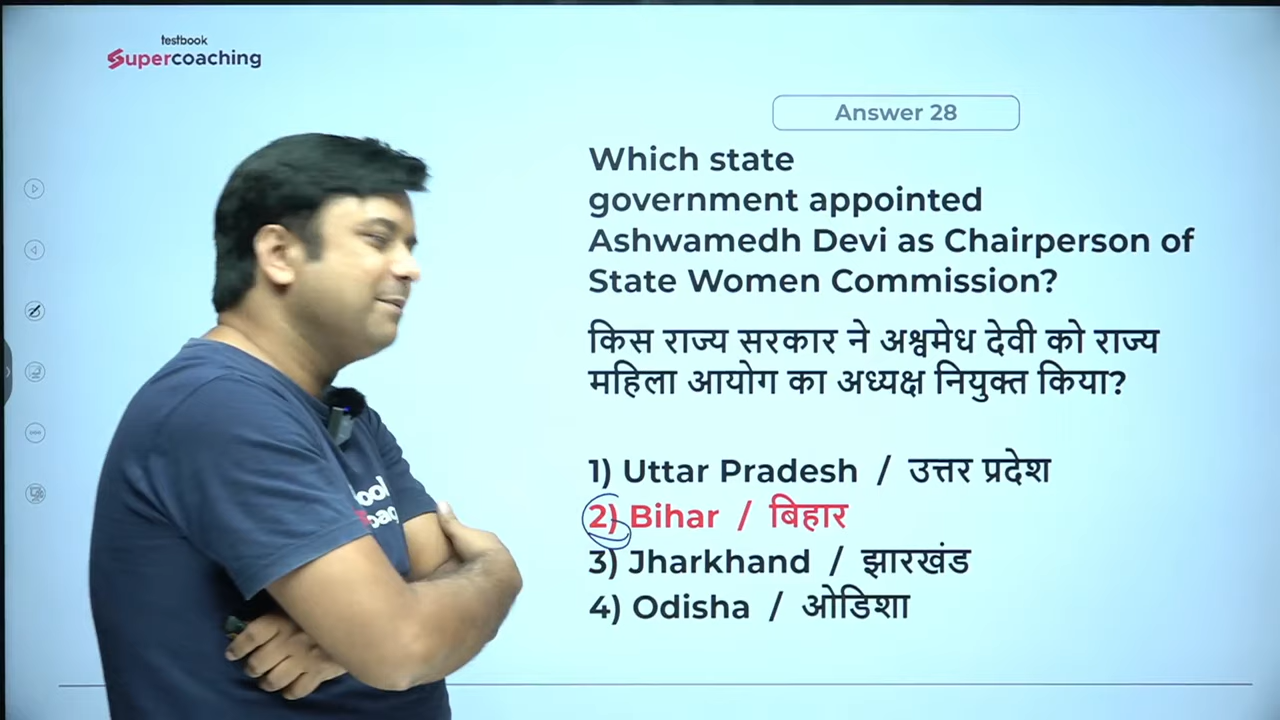 testbook
Supercoaching
Answer 28
Which state
government appointed
Ashwamedh Devi as Chairperson of
State Women Commission?
किस राज्य सरकार ने अश्वमेध देवी को राज्य
महिला आयोग का अध्यक्ष नियुक्त किया?
1) Uttar Pradesh / उत्तर प्रदेश
2) Bihar / बिहार
3) Jharkhand / झारखंड
4) Odisha / ओडिशा